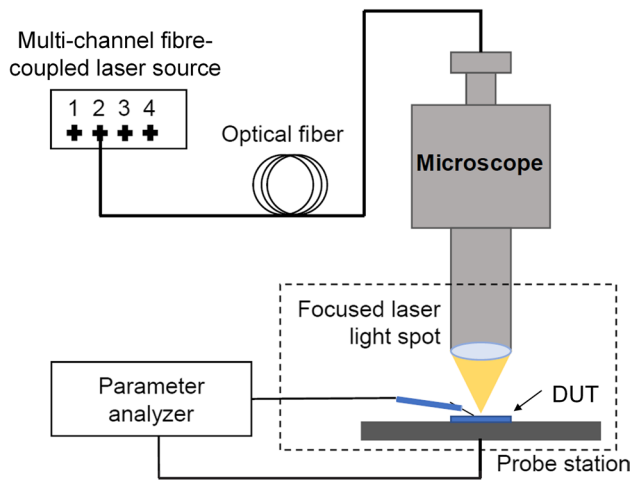 Multi-channel fibre-
coupled laser source
1 2 3 4
Optical fiber
Microscope
Focused laser
light spot
Parameter
analyzer
DUT
Probe station